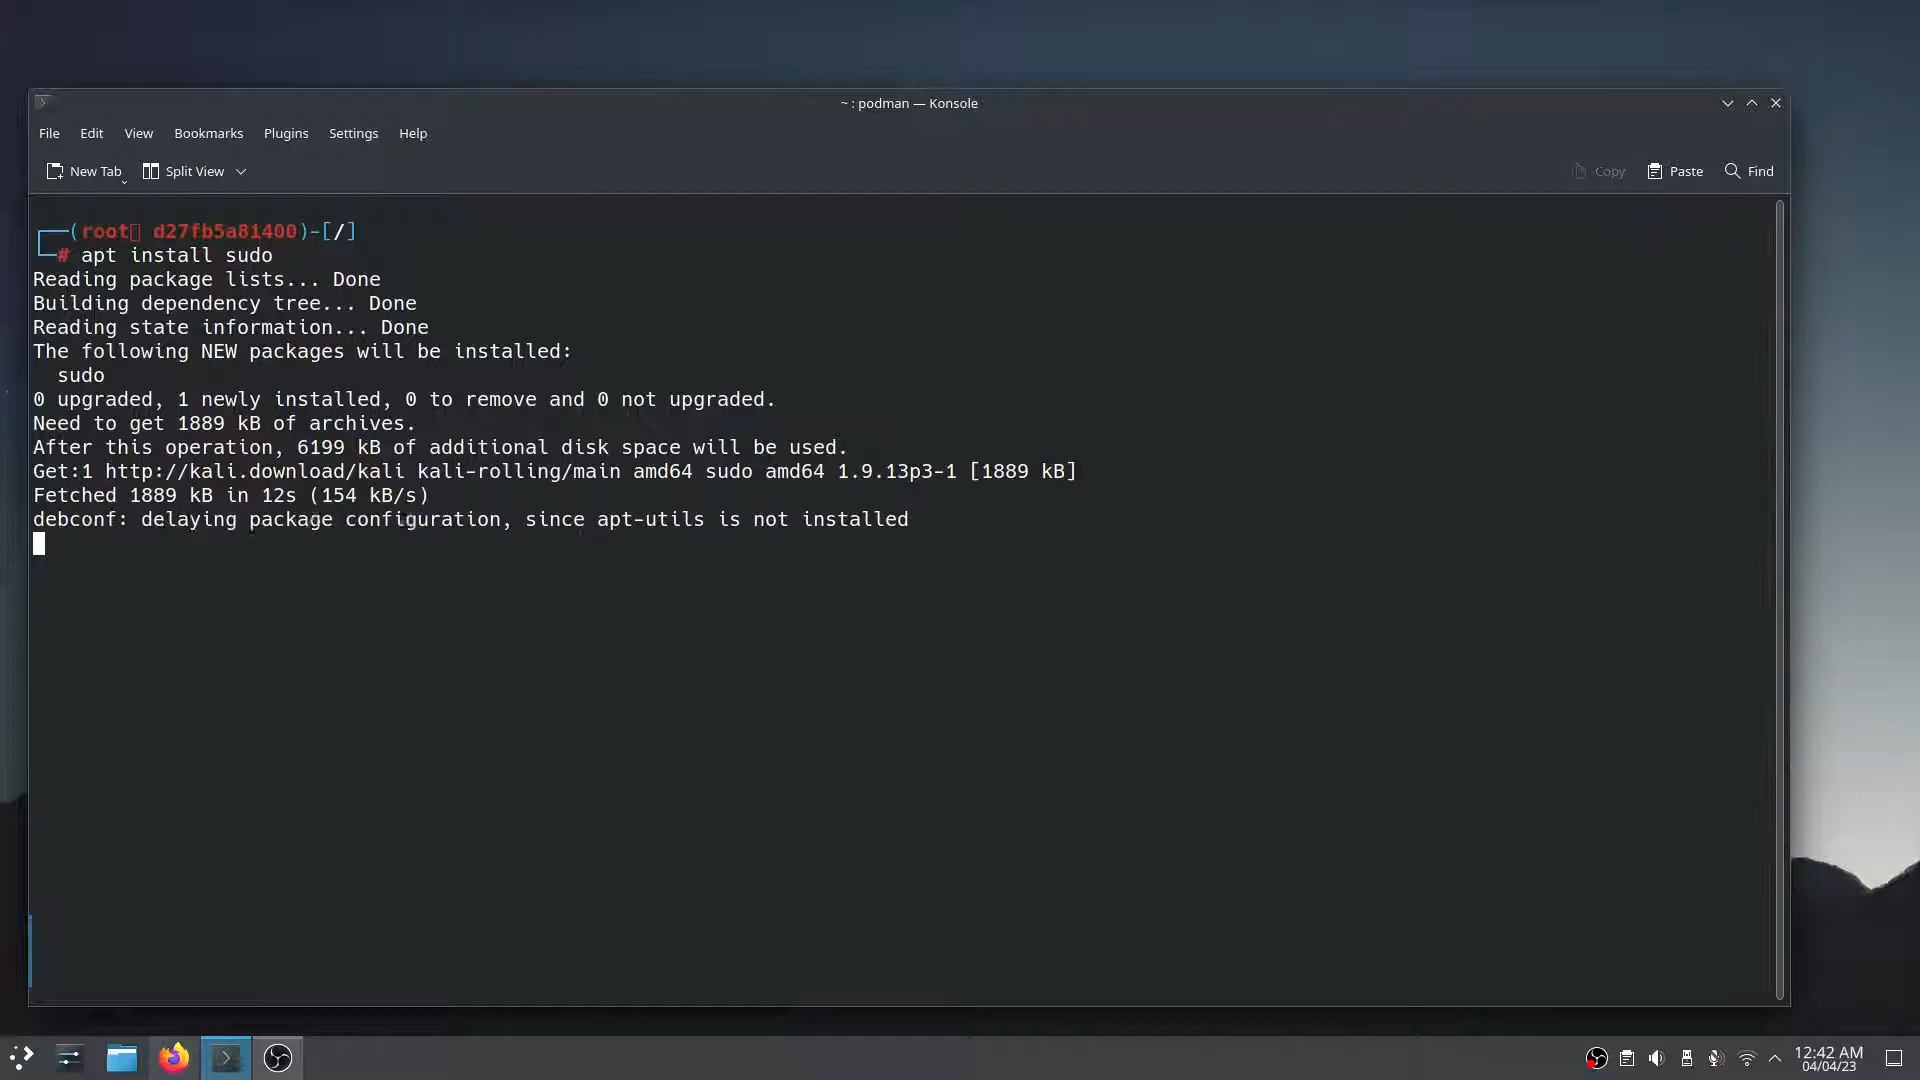 ~ : podman — Konsole
File Edit View Bookmarks Plugins Settings Help
New Tab Split View Copy Paste Find
┌──(root▯ d27fb5a81400)-[/]
└─# apt install sudo
Reading package lists... Done
Building dependency tree... Done
Reading state information... Done
The following NEW packages will be installed:
  sudo
0 upgraded, 1 newly installed, 0 to remove and 0 not upgraded.
Need to get 1889 kB of archives.
After this operation, 6199 kB of additional disk space will be used.
Get:1 http://kali.download/kali kali-rolling/main amd64 sudo amd64 1.9.13p3-1 [1889 kB]
Fetched 1889 kB in 12s (154 kB/s)
debconf: delaying package configuration, since apt-utils is not installed
12:42 AM
04/04/23